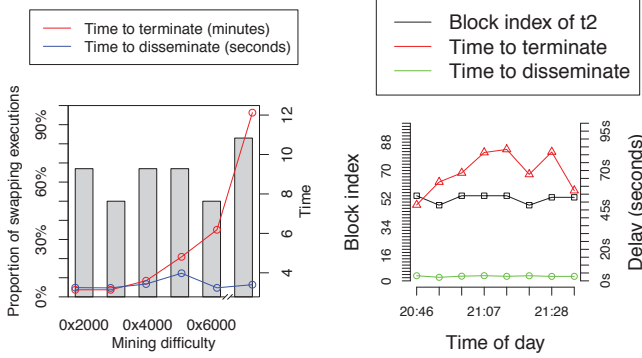 Time to terminate (minutes)
Time to disseminate (seconds)
Proportion of swapping executions
0% 30% 60% 90%
4 6 8 10 12
Time
0x2000 0x4000 0x6000
Mining difficulty
Block index of t2
Time to terminate
Time to disseminate
Block index
0 16 34 52 70 88
0s 20s 45s 70s 95s
Delay (seconds)
20:46 21:07 21:28
Time of day